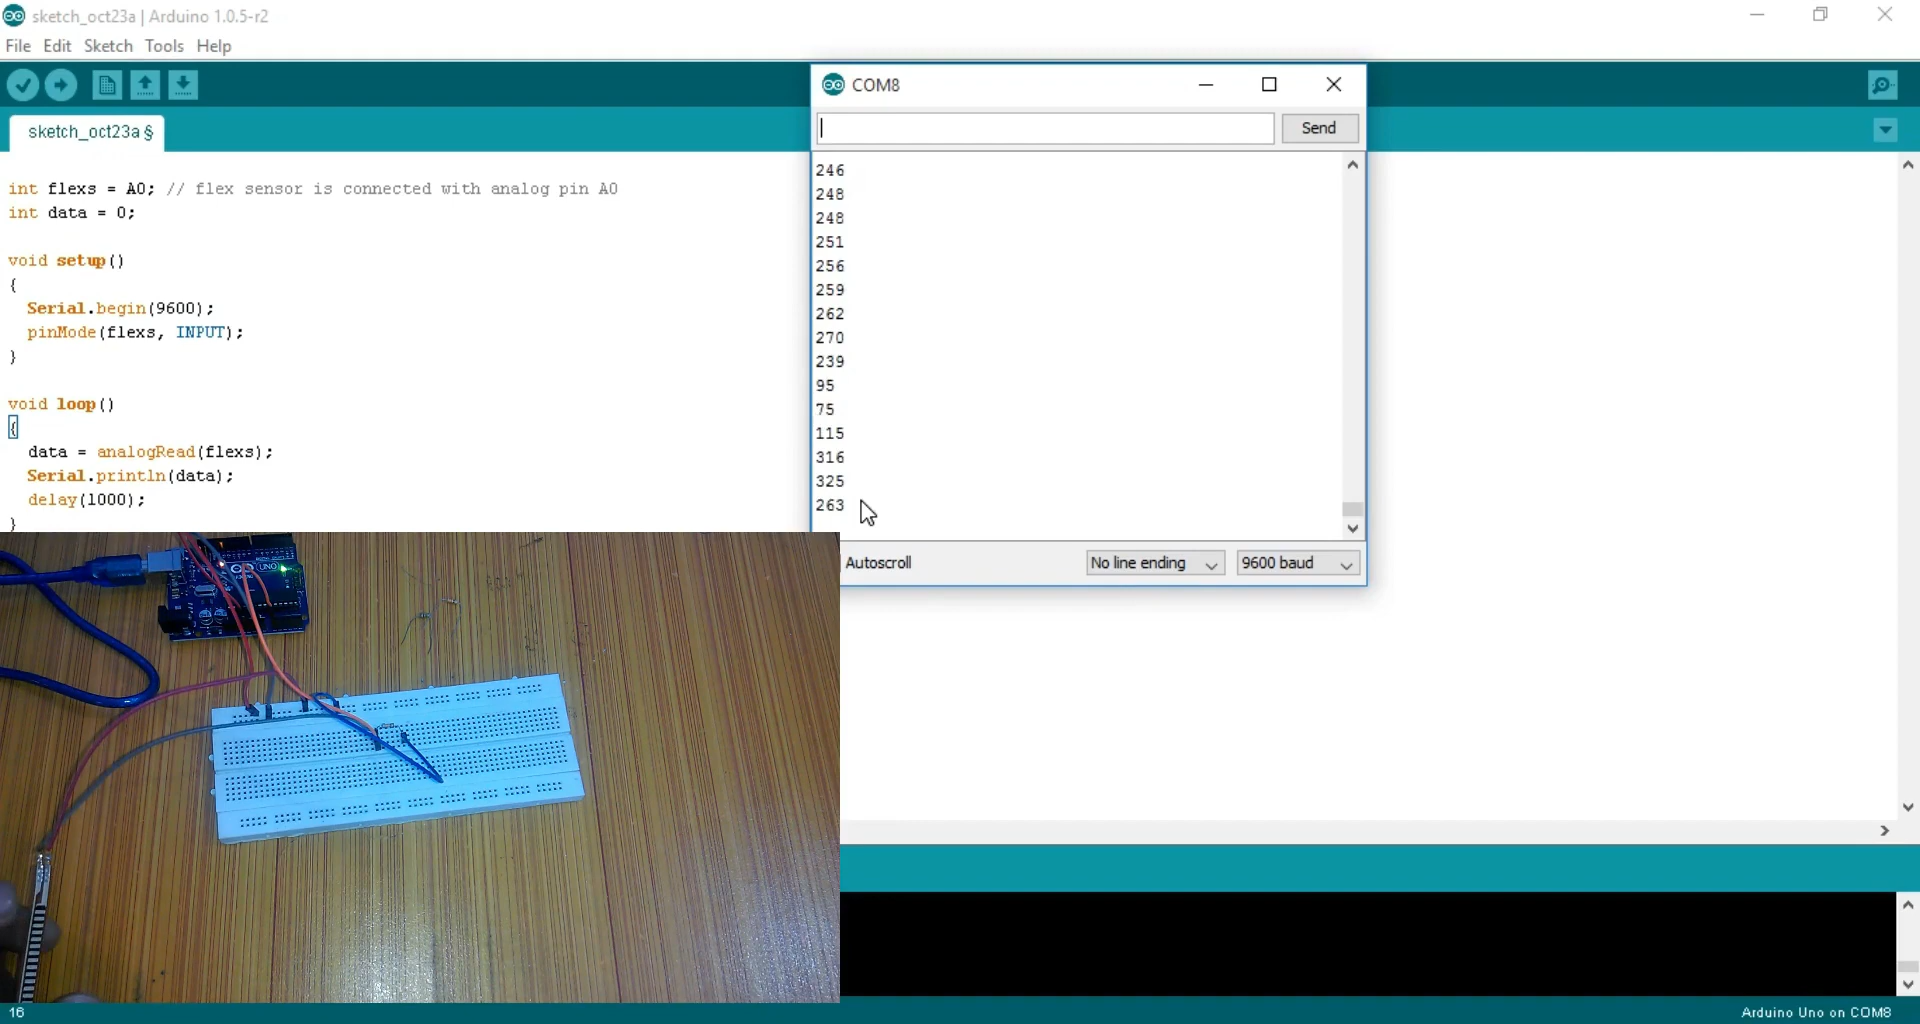 sketch_oct23a | Arduino 1.0.5-r2
File Edit Sketch Tools Help
sketch_oct23a §
int flexs = A0; // flex sensor is connected with analog pin A0
int data = 0;
void setup()
{
Serial.begin(9600);
pinMode(flexs, INPUT);
}
void loop()
{
data = analogRead(flexs);
Serial.println(data);
delay(1000);
}
COM8
Send
246
248
248
251
256
259
262
270
239
95
75
115
316
325
263
Autoscroll
No line ending
9600 baud
UNO
16
Arduino Uno on COM8